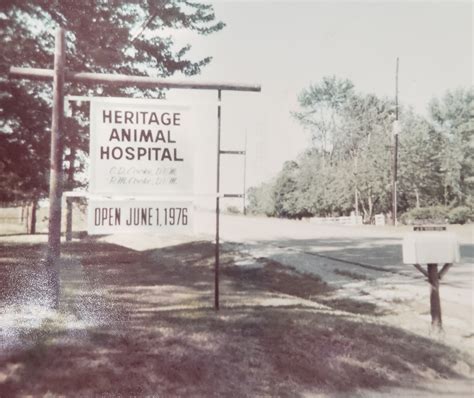 HERITAGE
ANIMAL
HOSPITAL
D.V.M.
D.V.M.
OPEN JUNE 1, 1976